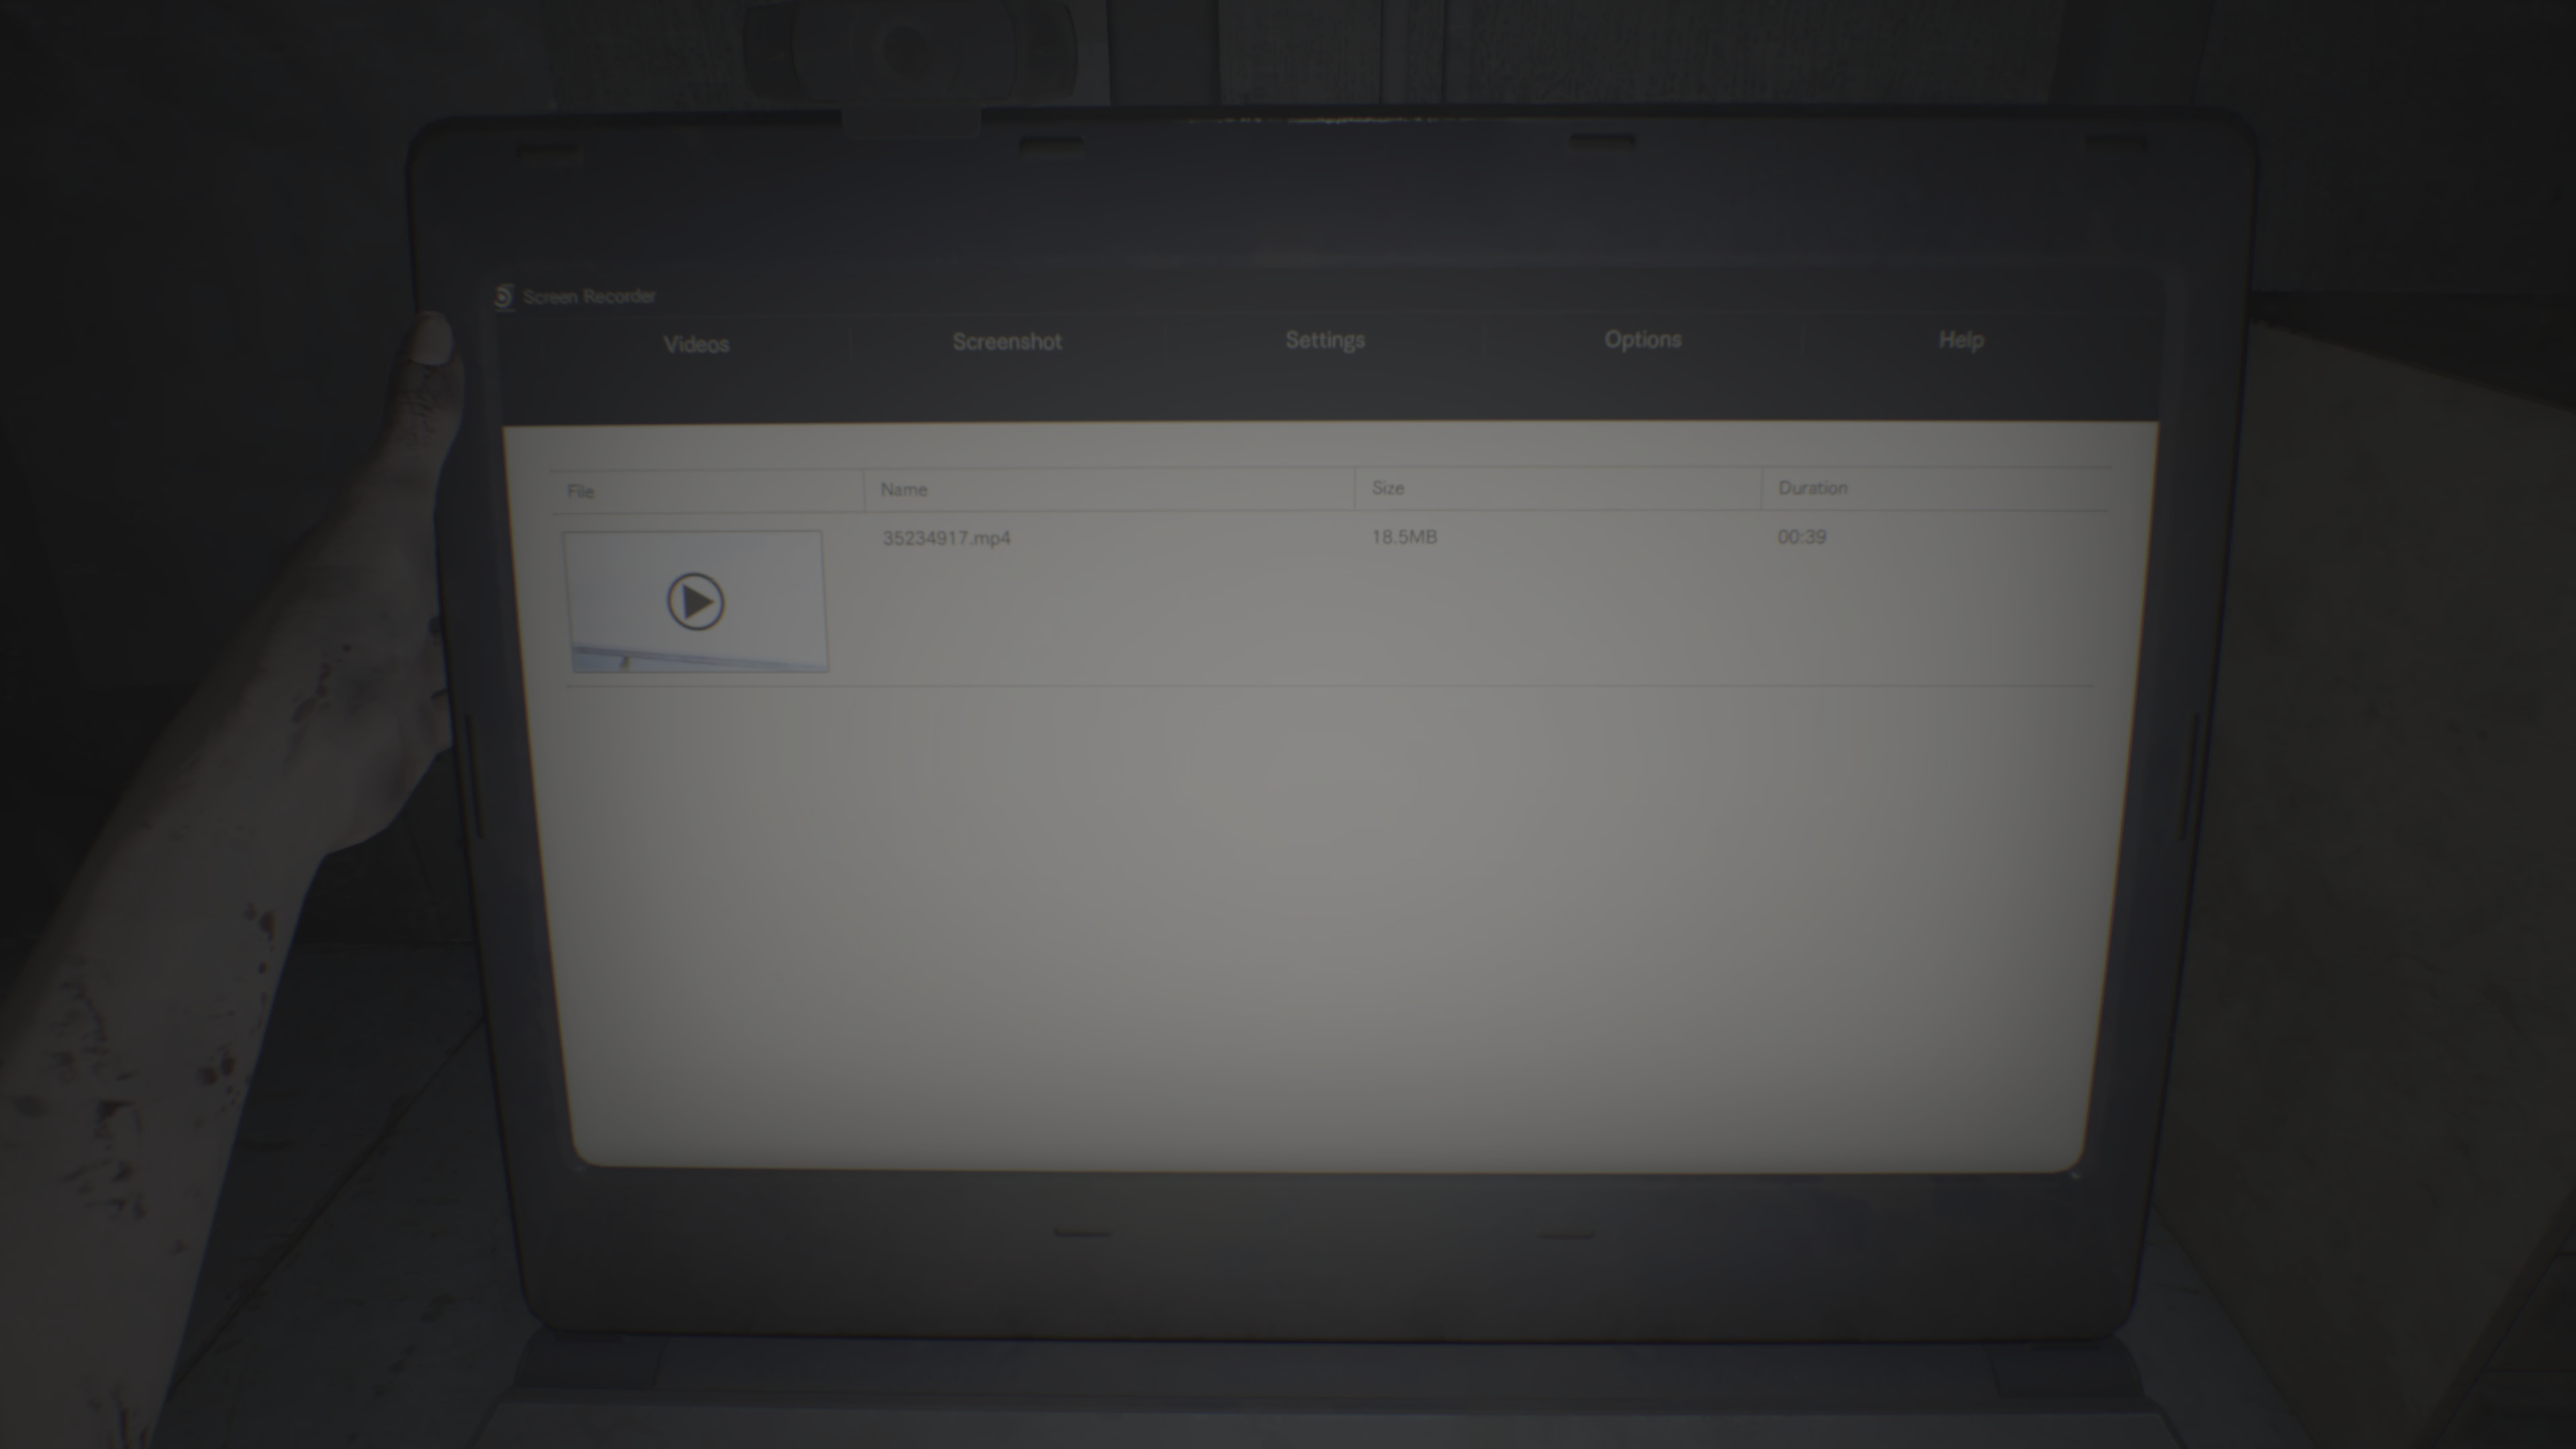 Screen Recorder
Videos Screenshot Settings Options Help
File Name Size Duration
35234917.mp4 18.5MB 00:39